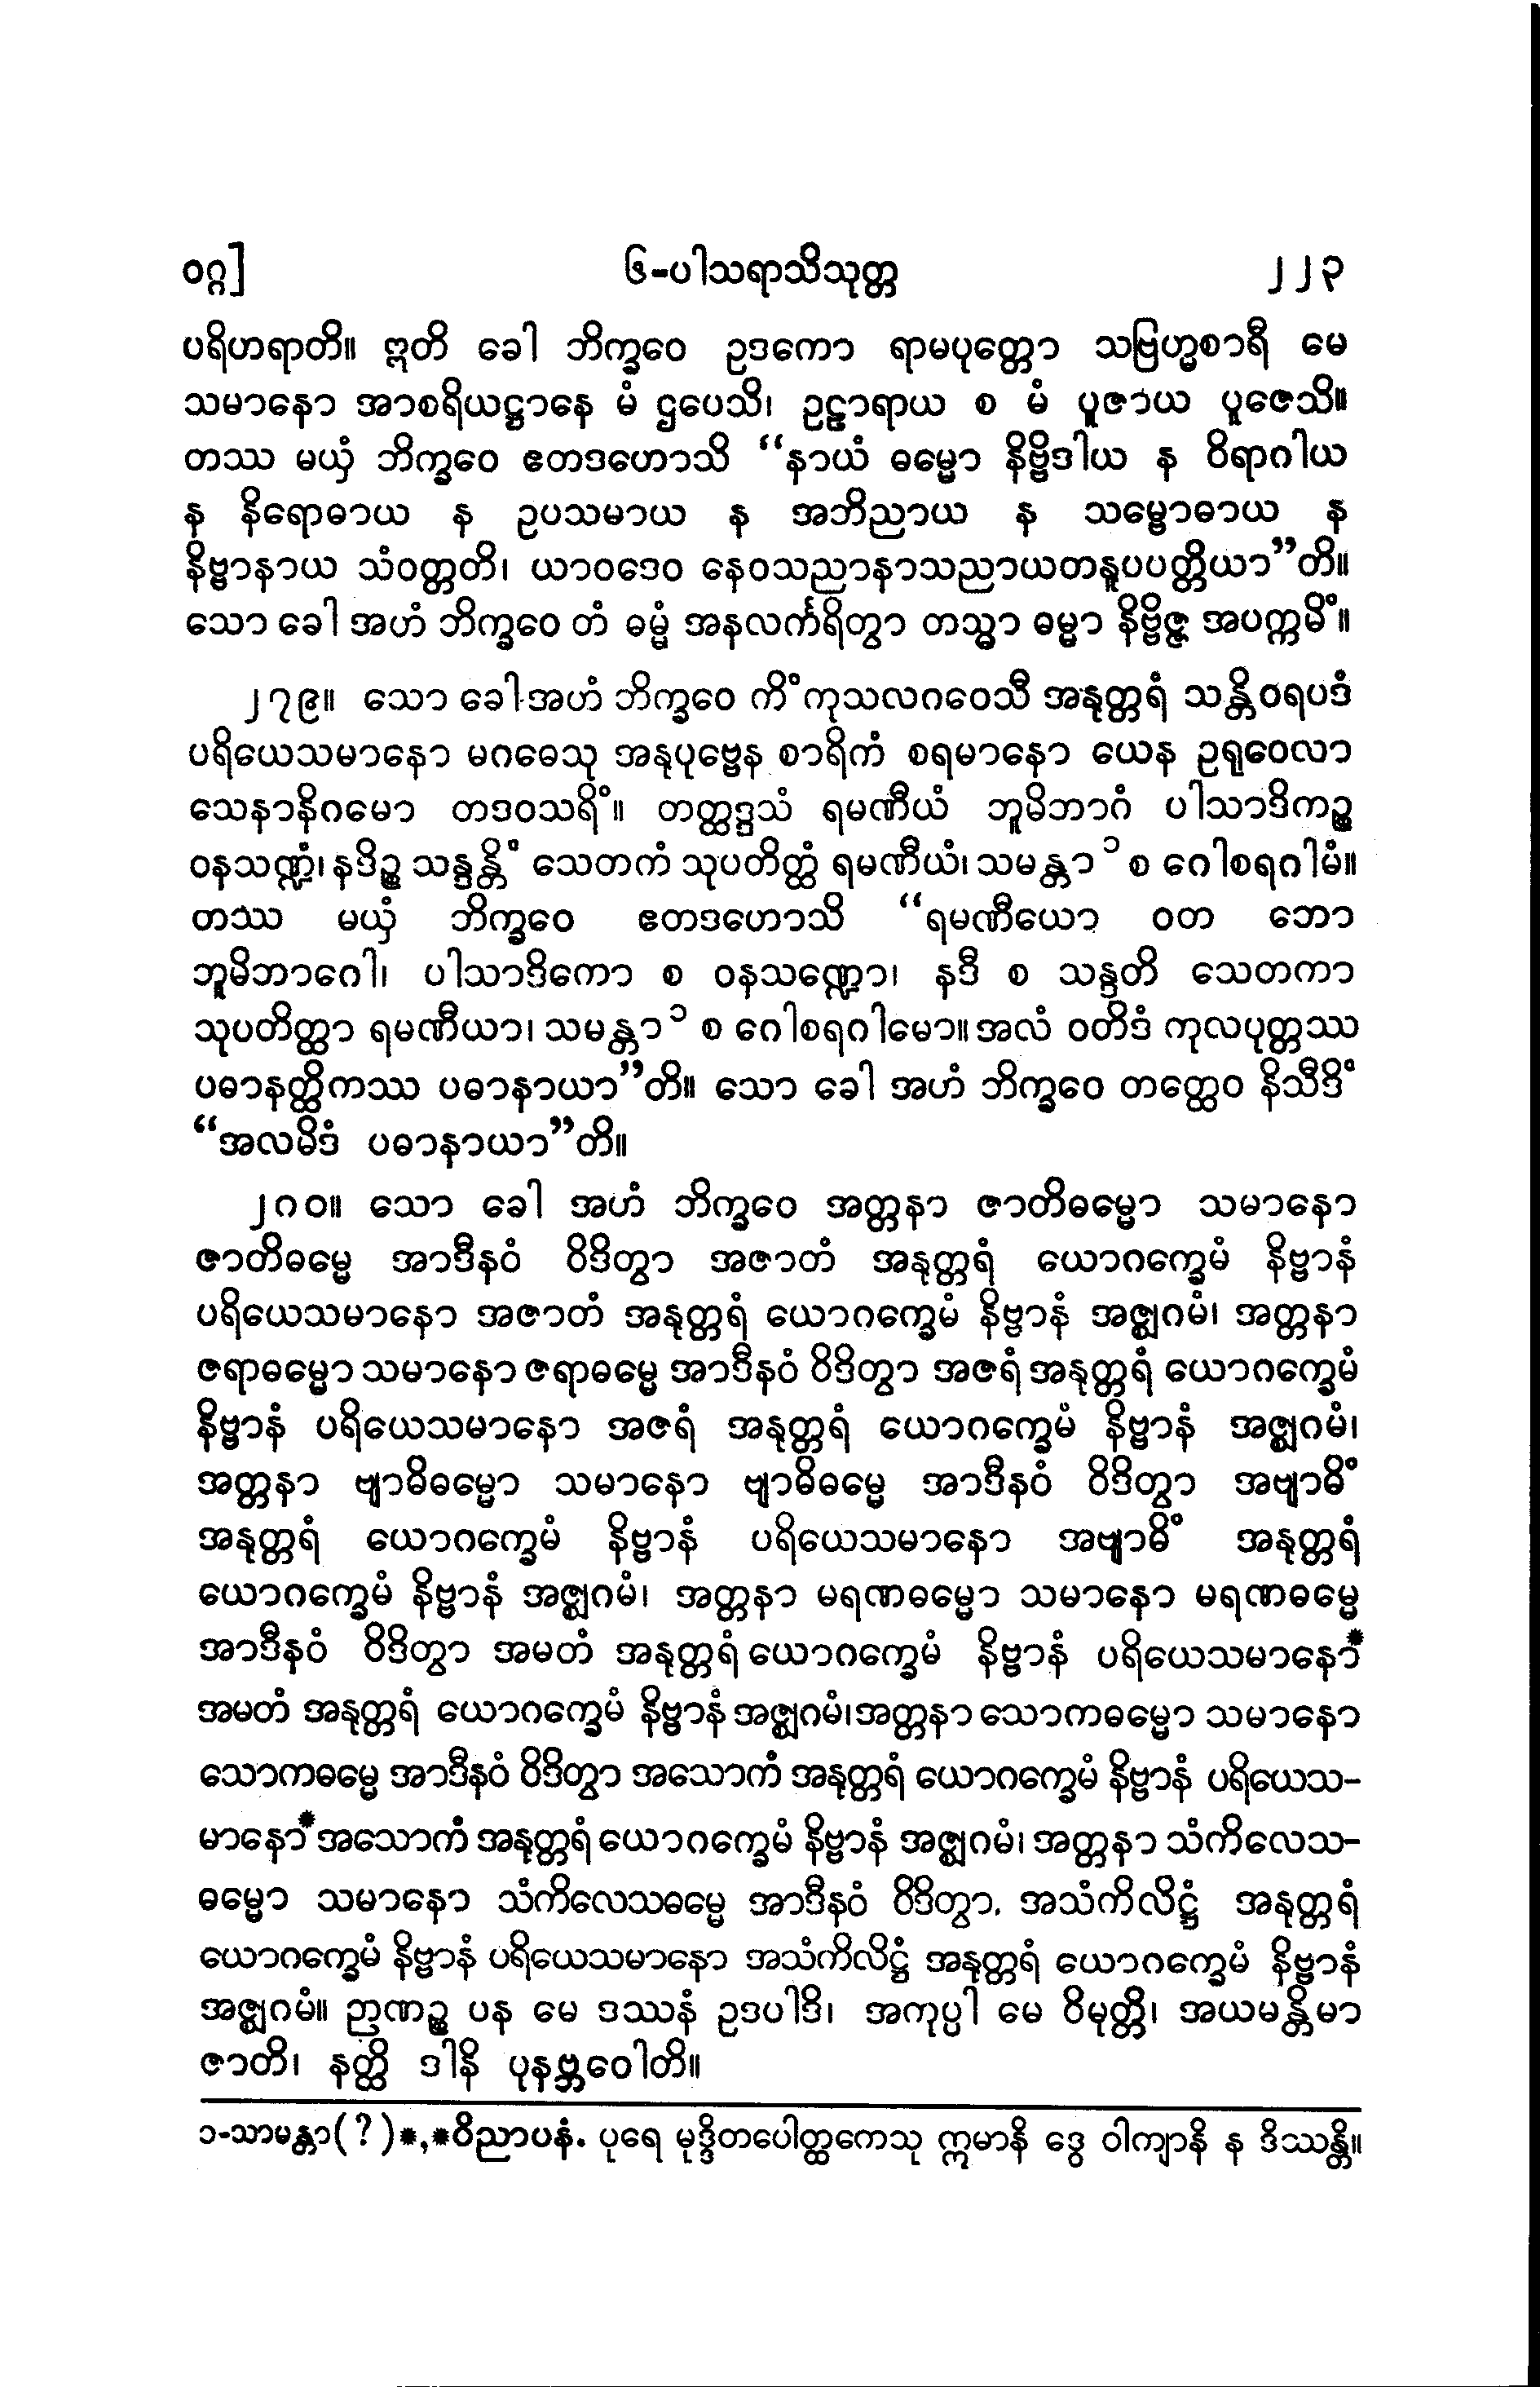 ဝဂ္ဂ]
၆-ပါသရာသိသုတ္တ
၂၂၃
ပရိဟရာတိ။ ဣတိ ခေါ ဘိက္ခဝေ ဥဒကော ရာမပုတ္တော သဗြဟ္မစာရီ မေ
သမာနော အာစရိယဋ္ဌာနေ မံ ဌပေသိ၊ ဥဠာရာယ စ မံ ပူဇာယ ပူဇေသိ။
တဿ မယှံ ဘိက္ခဝေ ဧတဒဟောသိ “နာယံ ဓမ္မော နိဗ္ဗိဒါယ န ဝိရာဂါယ
န နိရောဓာယ န ဥပသမာယ န အဘိညာယ န သမ္ဗောဓာယ န
နိဗ္ဗာနာယ သံဝတ္တတိ၊ ယာဝဒေဝ နေဝသညာနာသညာယတနူပပတ္တိယာ”တိ။
သော ခေါ အဟံ ဘိက္ခဝေ တံ ဓမ္မံ အနလင်္ကရိတွာ တသ္မာ ဓမ္မာ နိဗ္ဗိဇ္ဇ အပက္ကမိံ။
၂၇၉။ သော ခေါ အဟံ ဘိက္ခဝေ ကိံကုသလဂဝေသီ အနုတ္တရံ သန္တိဝရပဒံ
ပရိယေသမာနော မဂဓေသု အနုပုဗ္ဗေန စာရိကံ စရမာနော ယေန ဥရုဝေလာ
သေနာနိဂမော တဒဝသရိံ။ တတ္ထဒ္ဒသံ ရမဏီယံ ဘူမိဘာဂံ ပါသာဒိကဉ္စ
ဝနသဏ္ဍံ၊ နဒိဉ္စ သန္ဒန္တိံ သေတကံ သုပတိတ္ထံ ရမဏီယံ၊ သမန္တာ ၁ စ ဂေါစရဂါမံ။
တဿ မယှံ ဘိက္ခဝေ ဧတဒဟောသိ “ရမဏီယော ဝတ ဘော
ဘူမိဘာဂေါ၊ ပါသာဒိကော စ ဝနသဏ္ဍော၊ နဒီ စ သန္ဒတိ သေတကာ
သုပတိတ္ထာ ရမဏီယာ၊ သမန္တာ ၁ စ ဂေါစရဂါမော။ အလံ ဝတိဒံ ကုလပုတ္တဿ
ပဓာနတ္ထိကဿ ပဓာနာယာ”တိ။ သော ခေါ အဟံ ဘိက္ခဝေ တတ္ထေဝ နိသီဒိံ
“အလမိဒံ ပဓာနာယာ”တိ။
၂၈၀။ သော ခေါ အဟံ ဘိက္ခဝေ အတ္တနာ ဇာတိဓမ္မော သမာနော
ဇာတိဓမ္မေ အာဒီနဝံ ဝိဒိတွာ အဇာတံ အနုတ္တရံ ယောဂက္ခေမံ နိဗ္ဗာနံ
ပရိယေသမာနော အဇာတံ အနုတ္တရံ ယောဂက္ခေမံ နိဗ္ဗာနံ အဇ္ဈဂမံ၊ အတ္တနာ
ဇရာဓမ္မော သမာနော ဇရာဓမ္မေ အာဒီနဝံ ဝိဒိတွာ အဇရံ အနုတ္တရံ ယောဂက္ခေမံ
နိဗ္ဗာနံ ပရိယေသမာနော အဇရံ အနုတ္တရံ ယောဂက္ခေမံ နိဗ္ဗာနံ အဇ္ဈဂမံ၊
အတ္တနာ ဗျာဓိဓမ္မော သမာနော ဗျာဓိဓမ္မေ အာဒီနဝံ ဝိဒိတွာ အဗျာဓိံ
အနုတ္တရံ ယောဂက္ခေမံ နိဗ္ဗာနံ ပရိယေသမာနော အဗျာဓိံ အနုတ္တရံ
ယောဂက္ခေမံ နိဗ္ဗာနံ အဇ္ဈဂမံ၊ အတ္တနာ မရဏဓမ္မော သမာနော မရဏဓမ္မေ
အာဒီနဝံ ဝိဒိတွာ အမတံ အနုတ္တရံ ယောဂက္ခေမံ နိဗ္ဗာနံ ပရိယေသမာနော*
အမတံ အနုတ္တရံ ယောဂက္ခေမံ နိဗ္ဗာနံ အဇ္ဈဂမံ၊ အတ္တနာ သောကဓမ္မော သမာနော
သောကဓမ္မေ အာဒီနဝံ ဝိဒိတွာ အသောကံ အနုတ္တရံ ယောဂက္ခေမံ နိဗ္ဗာနံ ပရိယေသ-
မာနော* အသောကံ အနုတ္တရံ ယောဂက္ခေမံ နိဗ္ဗာနံ အဇ္ဈဂမံ၊ အတ္တနာ သံကိလေသ-
ဓမ္မော သမာနော သံကိလေသဓမ္မေ အာဒီနဝံ ဝိဒိတွာ အသံကိလိဋ္ဌံ အနုတ္တရံ
ယောဂက္ခေမံ နိဗ္ဗာနံ ပရိယေသမာနော အသံကိလိဋ္ဌံ အနုတ္တရံ ယောဂက္ခေမံ နိဗ္ဗာနံ
အဇ္ဈဂမံ။ ဉာဏဉ္စ ပန မေ ဒဿနံ ဥဒပါဒိ၊ အကုပ္ပါ မေ ဝိမုတ္တိ၊ အယမန္တိမာ
ဇာတိ၊ နတ္ထိ ဒါနိ ပုနဗ္ဘဝေါတိ။
၁-သာမန္တာ(?)*,*ဝိညာပနံ. ပုရေ မုဒ္ဒိတပေါတ္ထကေသု ဣမာနိ ဒွေ ဝါကျာနိ န ဒိဿန္တိ။